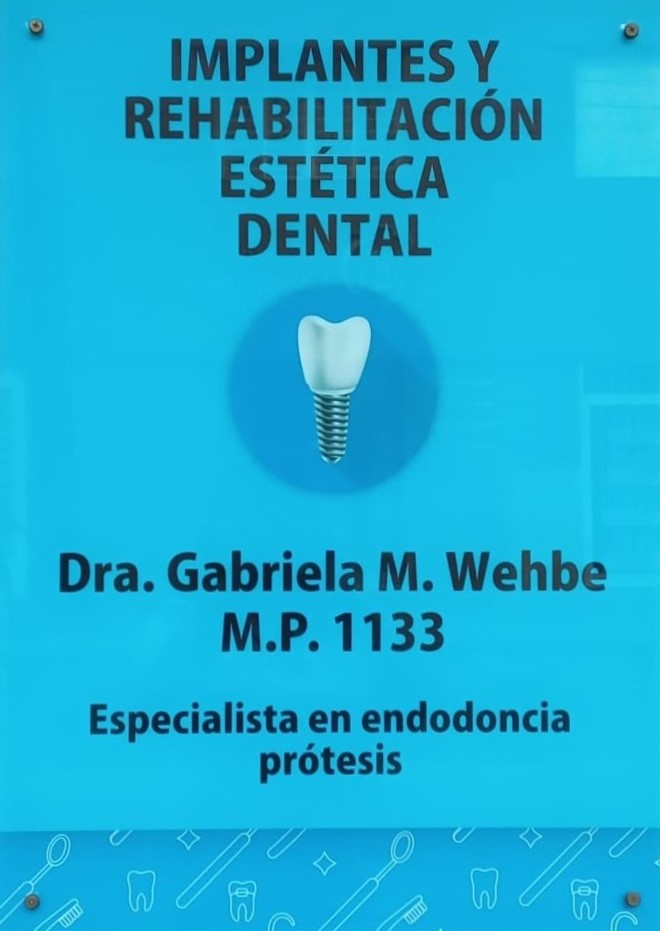 IMPLANTES Y
REHABILITACIÓN
ESTÉTICA
DENTAL
Dra. Gabriela M. Wehbe
M.P. 1133
Especialista en endodoncia
prótesis